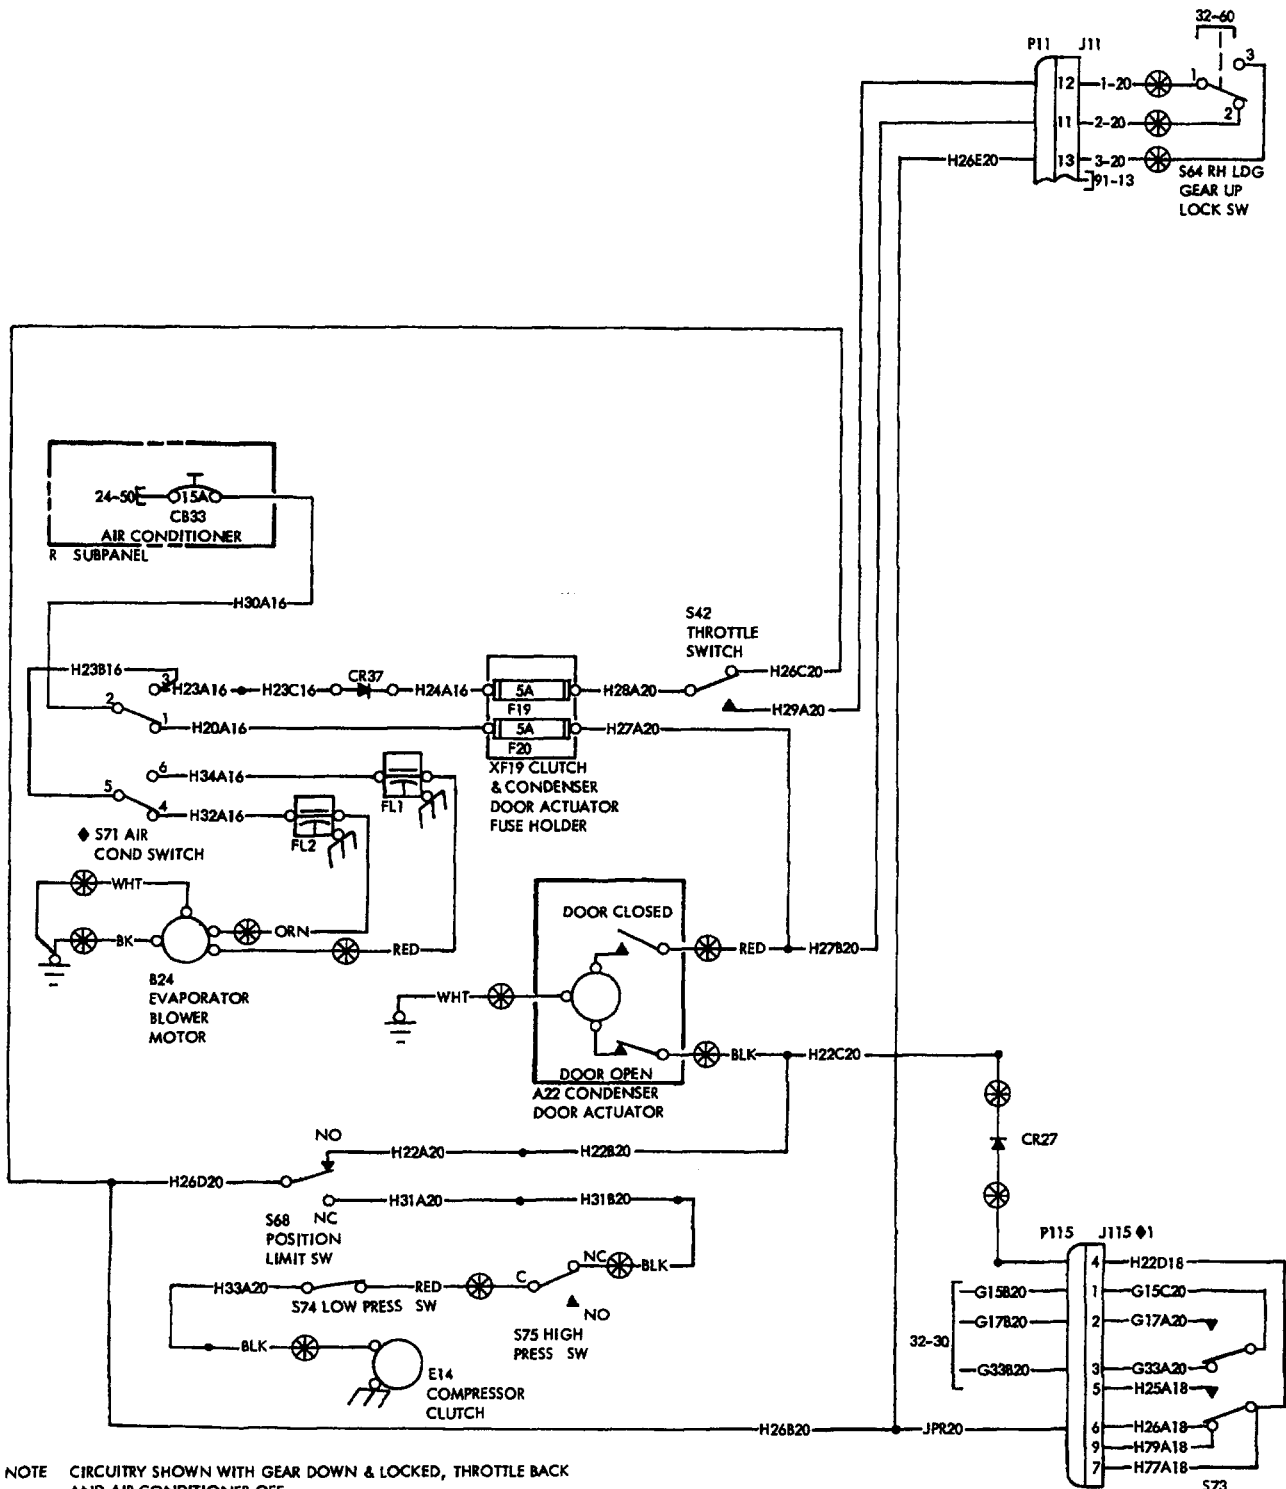 32-60
P11 J11
3
12 1-20 1
11 2-20 2
H26E20 13 3-20
91-13
S64 RH LDG
GEAR UP
LOCK SW
24-50 15A
CB33
AIR CONDITIONER
R SUBPANEL
H30A16
S42
THROTTLE
SWITCH
H23B16
H26C20
3 H23A16 H23C16 CR37 H24A16 5A H28A20
F19
2
H29A20
1 H20A16 5A H27A20
F20
XF19 CLUTCH
& CONDENSER
DOOR ACTUATOR
FUSE HOLDER
6 H34A16
FL1
5
4 H32A16
FL2
S71 AIR
COND SWITCH
WHT
BK ORN
RED
B24
EVAPORATOR
BLOWER
MOTOR
DOOR CLOSED
RED H27B20
WHT
BLK H22C20
DOOR OPEN
A22 CONDENSER
DOOR ACTUATOR
CR27
NO
H22A20 H22B20
H26D20
H31A20 H31B20
S68 NC
POSITION
LIMIT SW
NC BLK
C
H33A20 RED
S74 LOW PRESS SW
NO
S75 HIGH
PRESS SW
BLK
E14
COMPRESSOR
CLUTCH
P115 J115 ♦1
4 H22D18
G15B20 1 G15C20
G17B20 2 G17A20
32-30
G33B20 3 G33A20
5 H25A18
H26B20 JPR20 6 H26A18
9 H79A18
7 H77A18
S73
NOTE CIRCUITRY SHOWN WITH GEAR DOWN & LOCKED, THROTTLE BACK
AND AIR CONDITIONER OFF